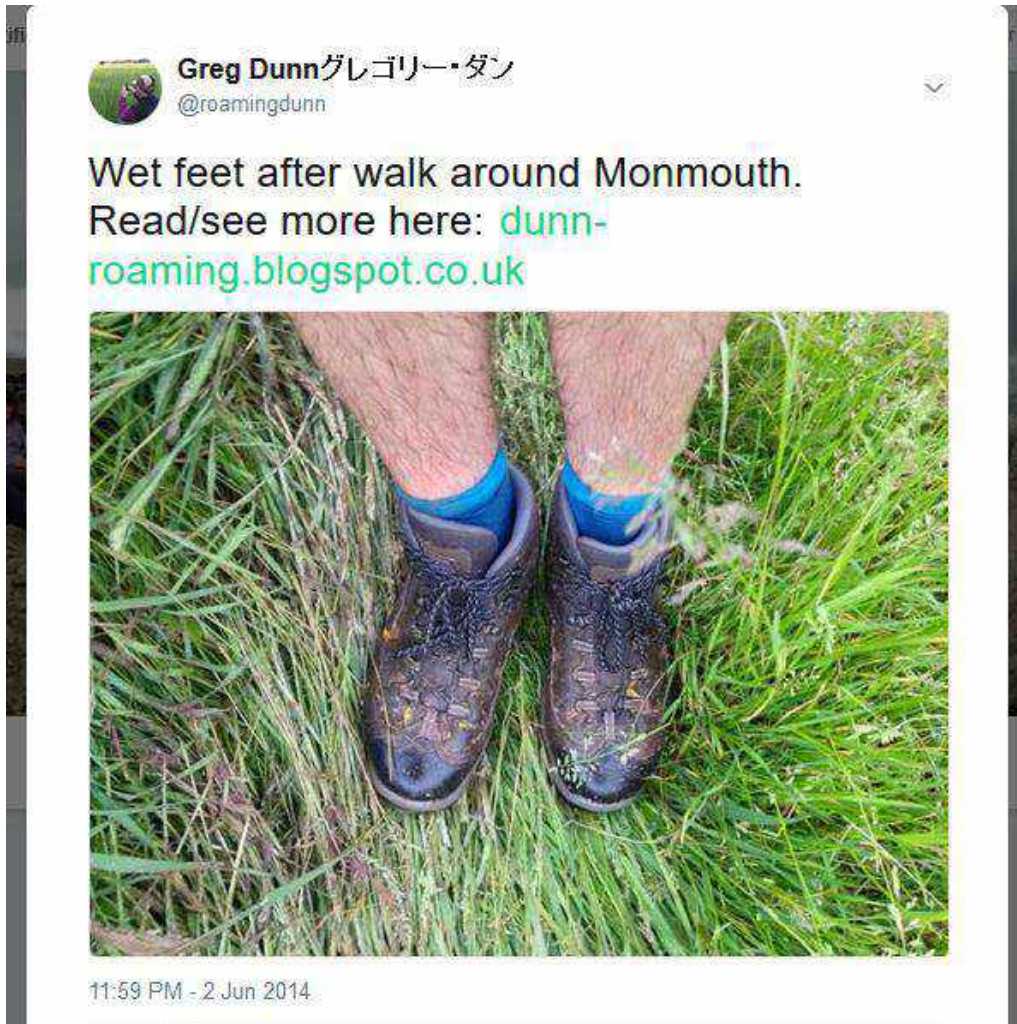 Greg Dunnグレゴリー・ダン
@roamingdunn
Wet feet after walk around Monmouth.
Read/see more here: dunn-
roaming.blogspot.co.uk
11:59 PM - 2 Jun 2014